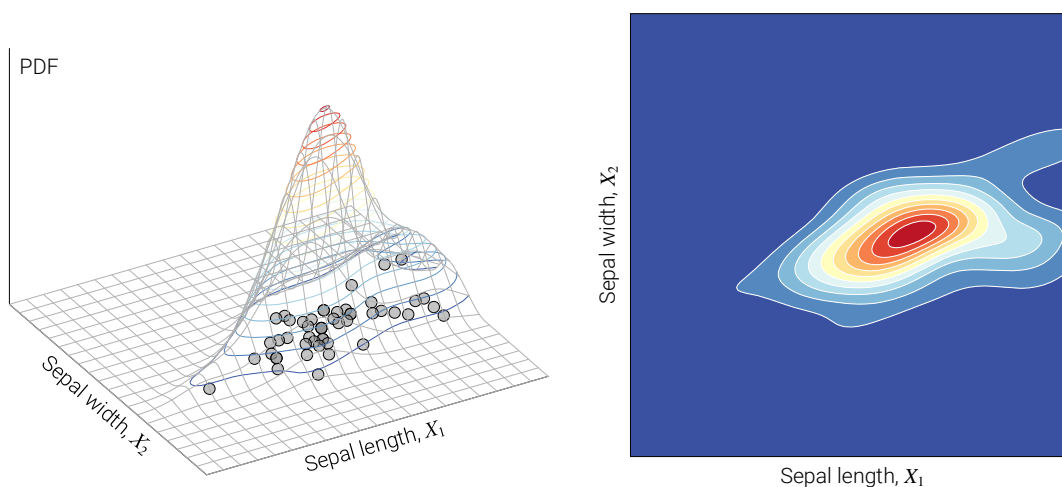 PDF
Sepal width, X₂
Sepal length, X₁
Sepal width, X₂
Sepal length, X₁